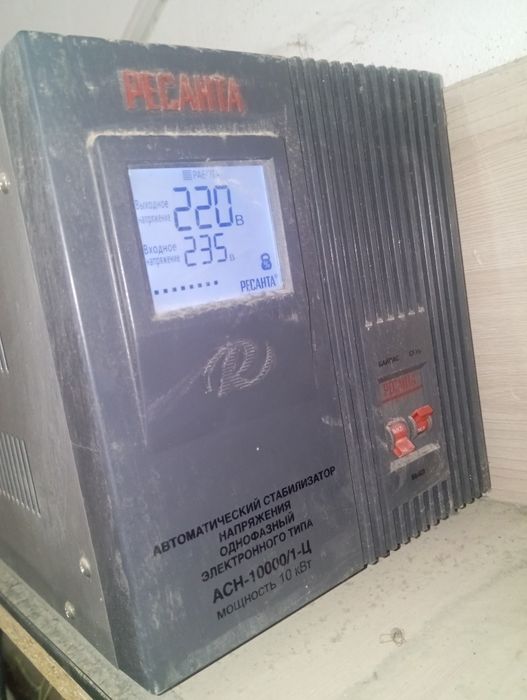 РЕСАНТА
РАБОТА
Выходное
напряжение 220 В
Входное
напряжение 235 В
РЕСАНТА®
БАЙПАС СЕТЬ
РЕСАНТА
АВТОМАТИЧЕСКИЙ СТАБИЛИЗАТОР
НАПРЯЖЕНИЯ
ОДНОФАЗНЫЙ
ЭЛЕКТРОННОГО ТИПА
АСН-10000/1-Ц
МОЩНОСТЬ 10 кВт